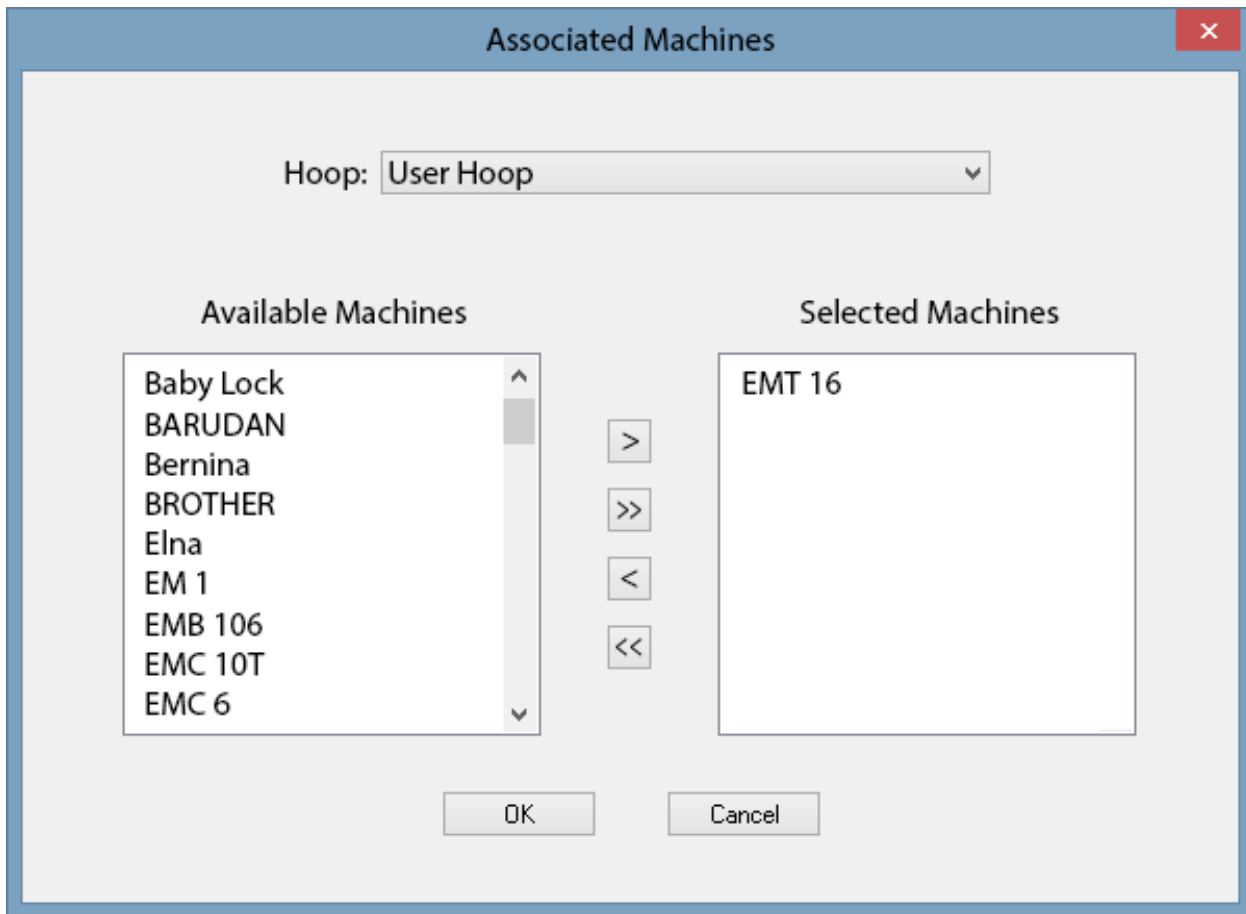 Associated Machines
Hoop: User Hoop
Available Machines
Selected Machines
Baby Lock
BARUDAN
Bernina
BROTHER
Elna
EM 1
EMB 106
EMC 10T
EMC 6
>
>>
<
<<
EMT 16
OK
Cancel